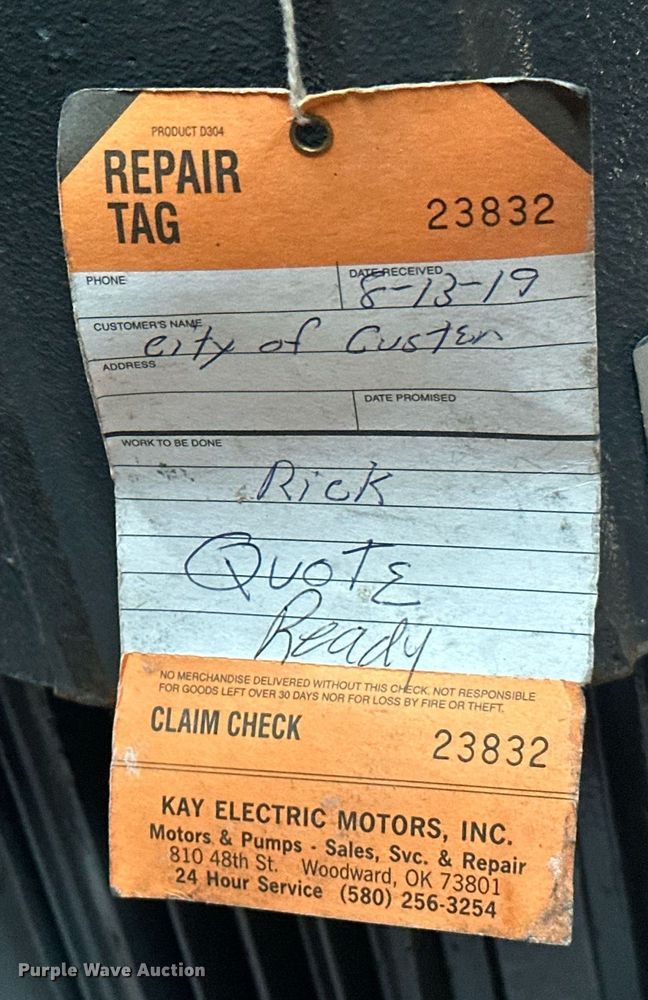 PRODUCT D304
REPAIR
TAG
23832
PHONE
DATE RECEIVED
8-13-19
CUSTOMER'S NAME
City of Custer
ADDRESS
DATE PROMISED
WORK TO BE DONE
Rick
Quote
Ready
NO MERCHANDISE DELIVERED WITHOUT THIS CHECK. NOT RESPONSIBLE
FOR GOODS LEFT OVER 30 DAYS NOR FOR LOSS BY FIRE OR THEFT.
CLAIM CHECK
23832
KAY ELECTRIC MOTORS, INC.
Motors & Pumps - Sales, Svc. & Repair
810 48th St. Woodward, OK 73801
24 Hour Service (580) 256-3254
Purple Wave Auction